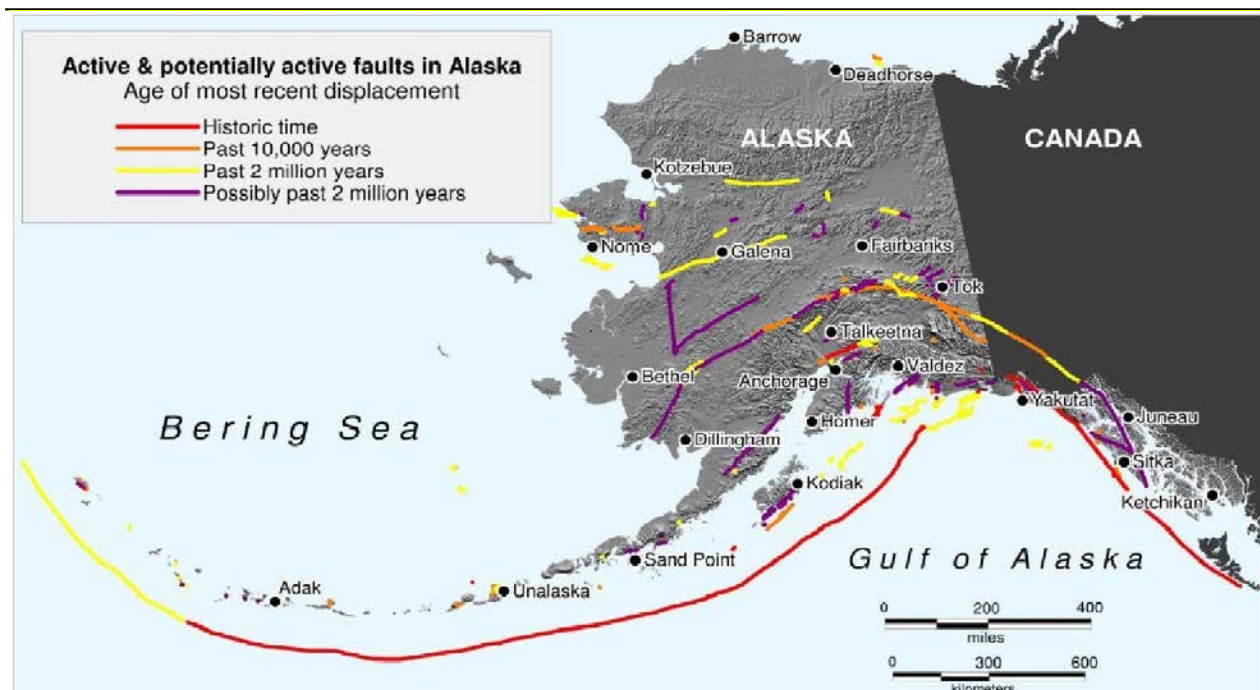 Active & potentially active faults in Alaska
Age of most recent displacement
Historic time
Past 10,000 years
Past 2 million years
Possibly past 2 million years
Barrow
Deadhorse
ALASKA
CANADA
Kotzebue
Nome
Galena
Fairbanks
Tok
Talkeetna
Bethel
Anchorage
Valdez
Yakutat
Juneau
Homer
Dillingham
Sitka
Kodiak
Ketchikan
Bering Sea
Sand Point
Gulf of Alaska
Adak
Unalaska
0 200 400
miles
0 300 600
kilometers